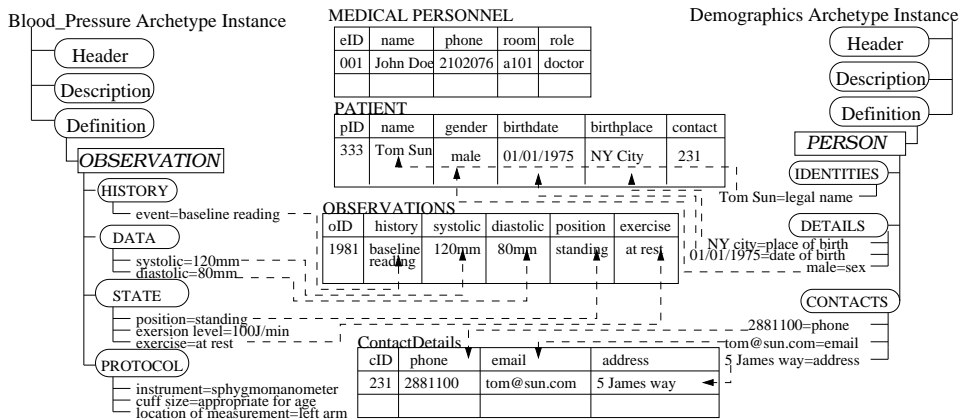 Blood_Pressure Archetype Instance
Header
Description
Definition
OBSERVATION
HISTORY
event=baseline reading
DATA
systolic=120mm
diastolic=80mm
STATE
position=standing
exersion level=100J/min
exercise=at rest
PROTOCOL
instrument=sphygmomanometer
cuff size=appropriate for age
location of measurement=left arm
MEDICAL PERSONNEL
eID name phone room role
001 John Doe 2102076 a101 doctor
PATIENT
pID name gender birthdate birthplace contact
333 Tom Sun male 01/01/1975 NY City 231
OBSERVATIONS
oID history systolic diastolic position exercise
1981 baseline reading 120mm 80mm standing at rest
ContactDetails
cID phone email address
231 2881100 tom@sun.com 5 James way
Demographics Archetype Instance
Header
Description
Definition
PERSON
IDENTITIES
Tom Sun=legal name
DETAILS
NY city=place of birth
01/01/1975=date of birth
male=sex
CONTACTS
2881100=phone
tom@sun.com=email
5 James way=address